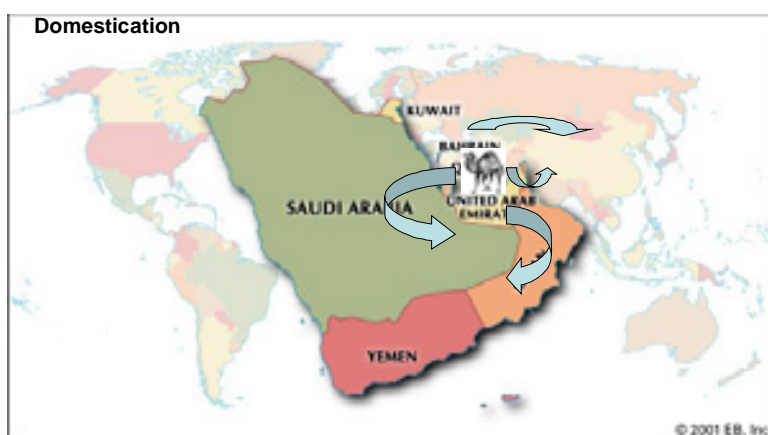 Domestication
KUWAIT
BAHRAIN
SAUDI ARABIA
UNITED ARAB
EMIRAT
YEMEN
© 2001 EB, Inc